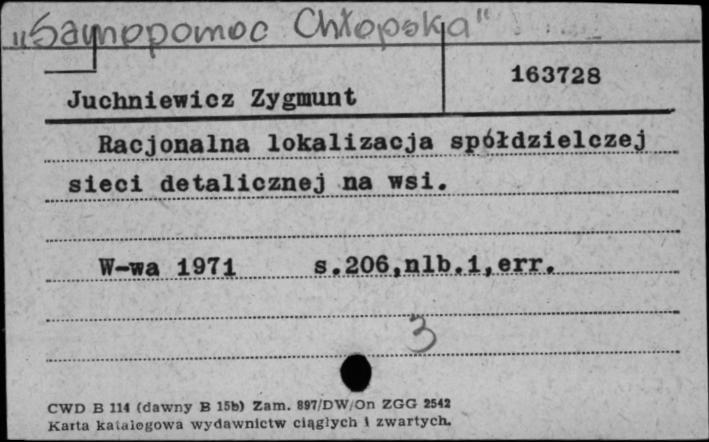 „Samopomoc Chłopska"
163728
Juchniewicz Zygmunt
Racjonalna lokalizacja spółdzielczej
sieci detalicznej na wsi.
W-wa 1971 s.206,nlb.1,err.
3
CWD B 114 (dawny B 15b) Zam. 897/DW/On ZGG 2542
Karta katalogowa wydawnictw ciągłych i zwartych.